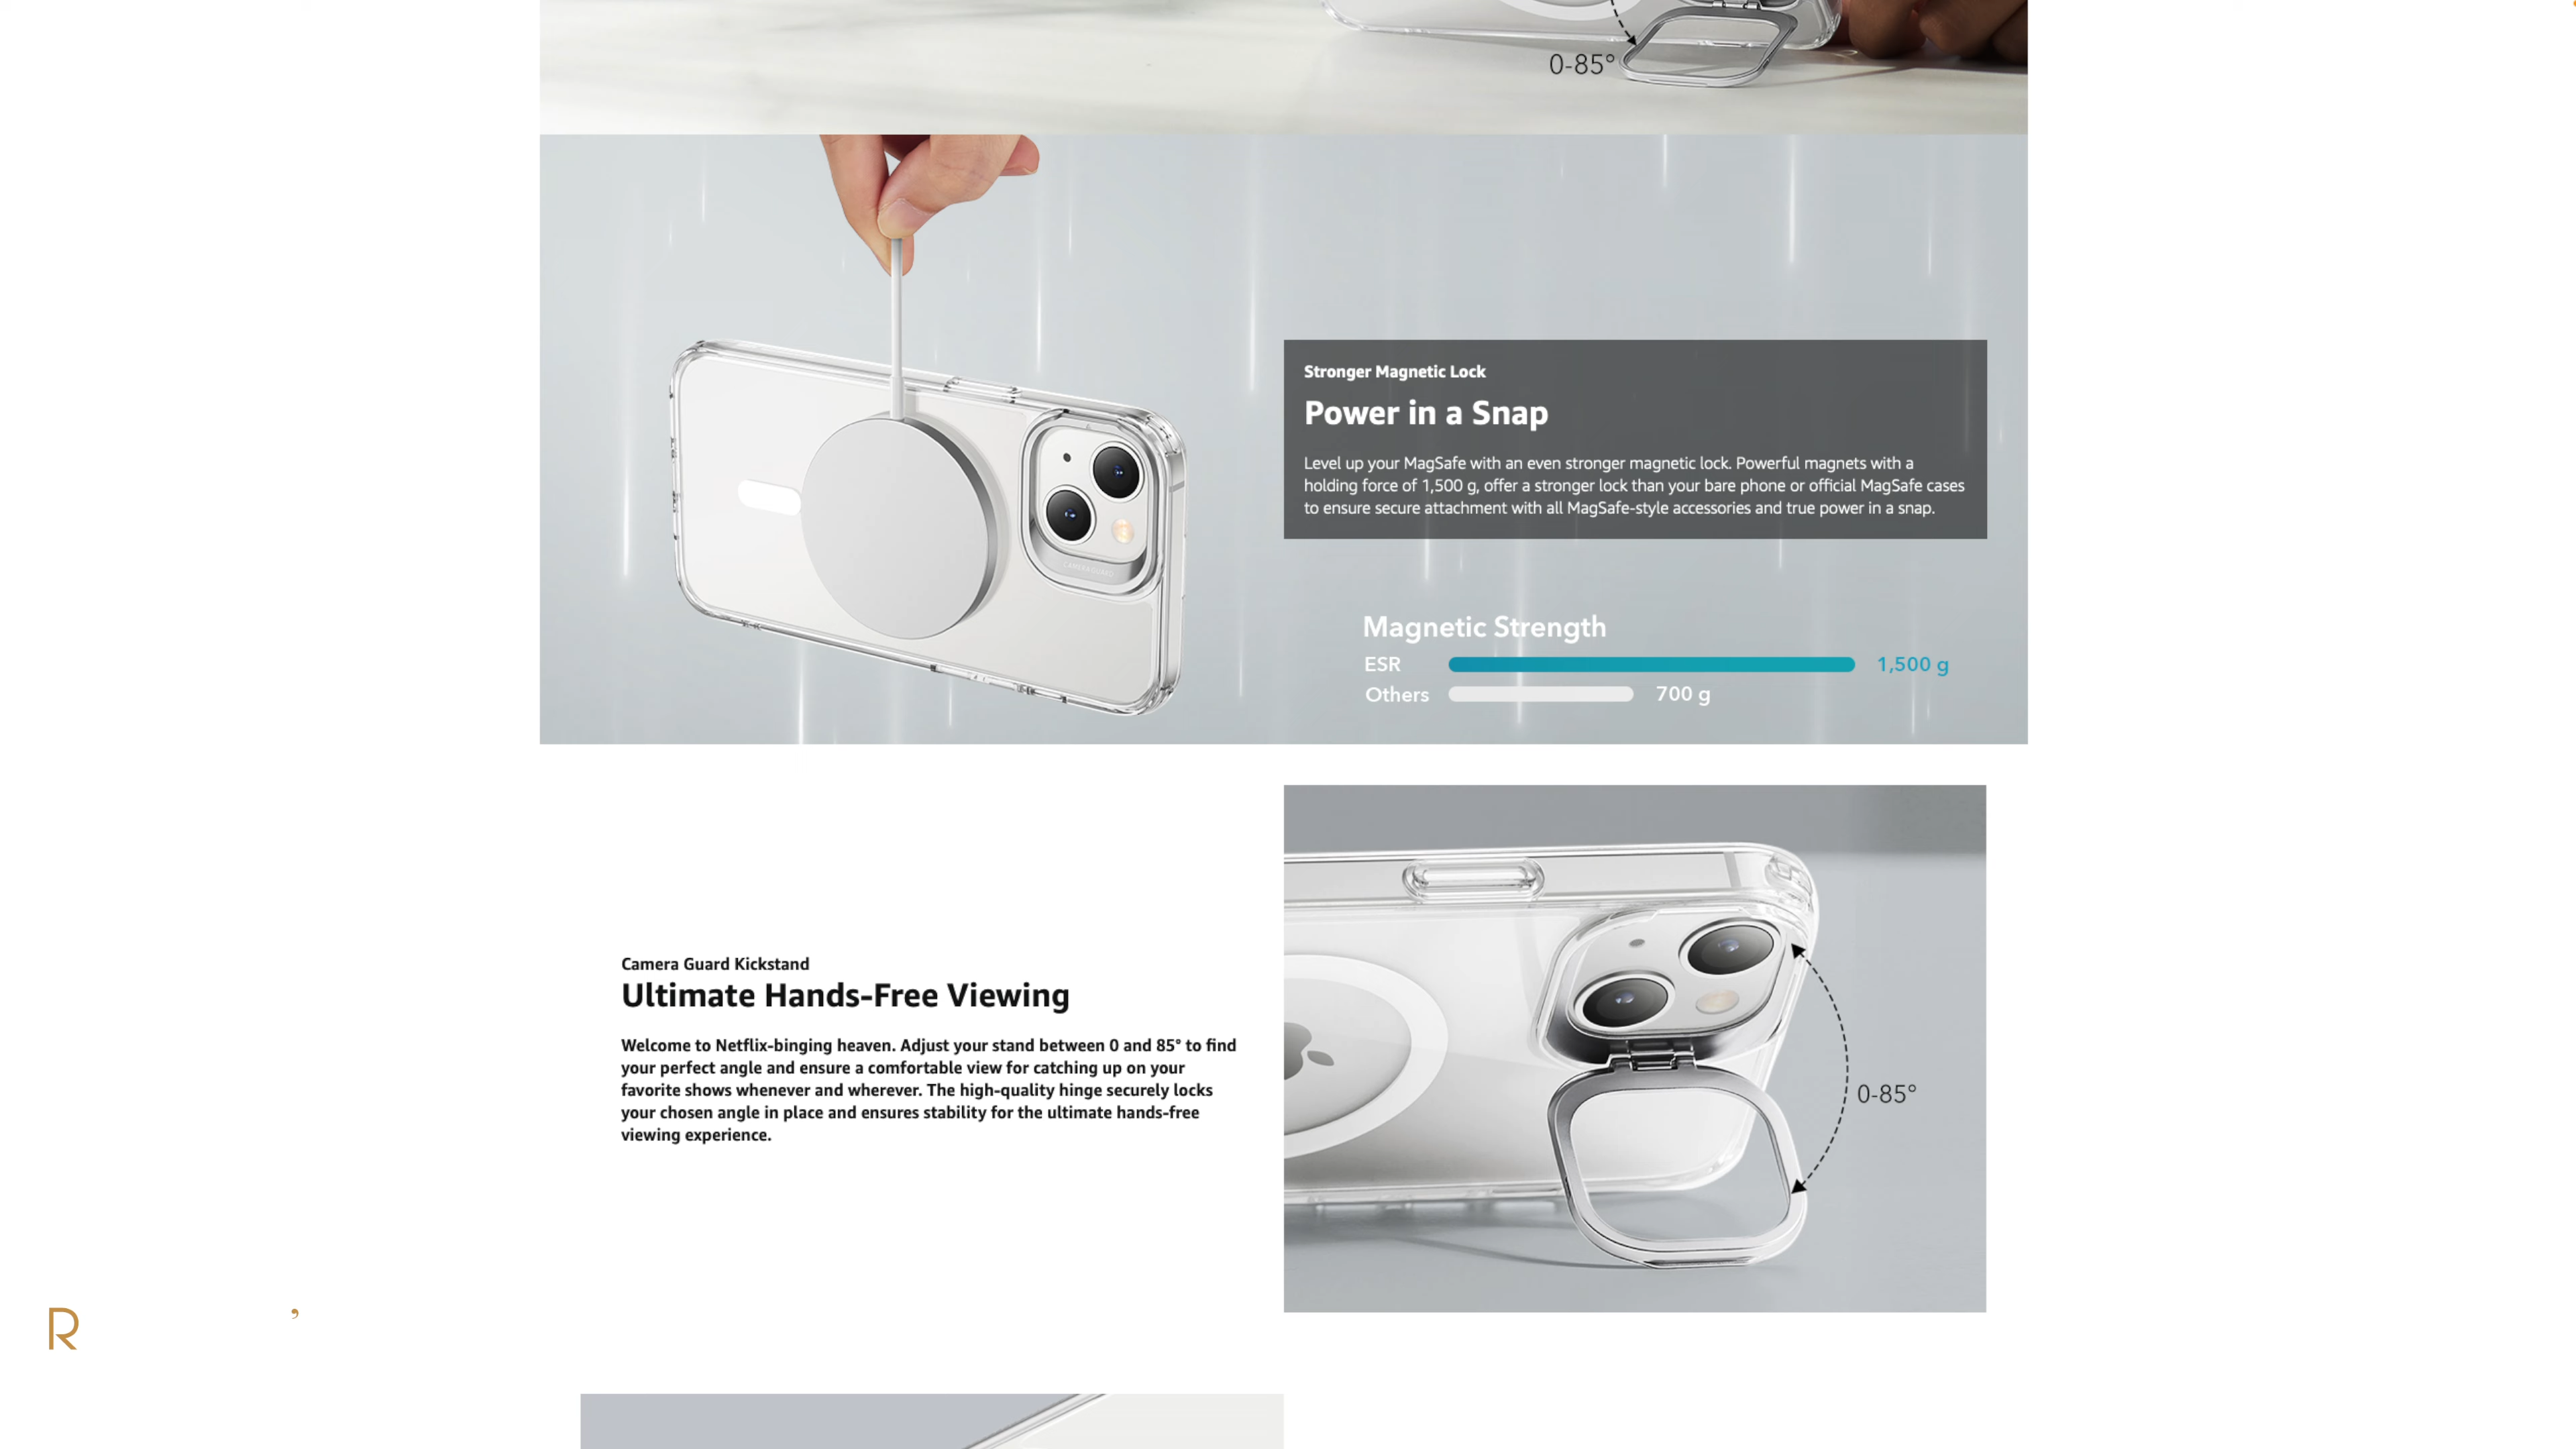 0-85°
Stronger Magnetic Lock
Power in a Snap
Level up your MagSafe with an even stronger magnetic lock. Powerful magnets with a
holding force of 1,500 g, offer a stronger lock than your bare phone or official MagSafe cases
to ensure secure attachment with all MagSafe-style accessories and true power in a snap.
CAMERA GUARD
Magnetic Strength
ESR 1,500 g
Others 700 g
Camera Guard Kickstand
Ultimate Hands-Free Viewing
Welcome to Netflix-binging heaven. Adjust your stand between 0 and 85° to find
your perfect angle and ensure a comfortable view for catching up on your
favorite shows whenever and wherever. The high-quality hinge securely locks
your chosen angle in place and ensures stability for the ultimate hands-free
viewing experience.
0-85°
R ’